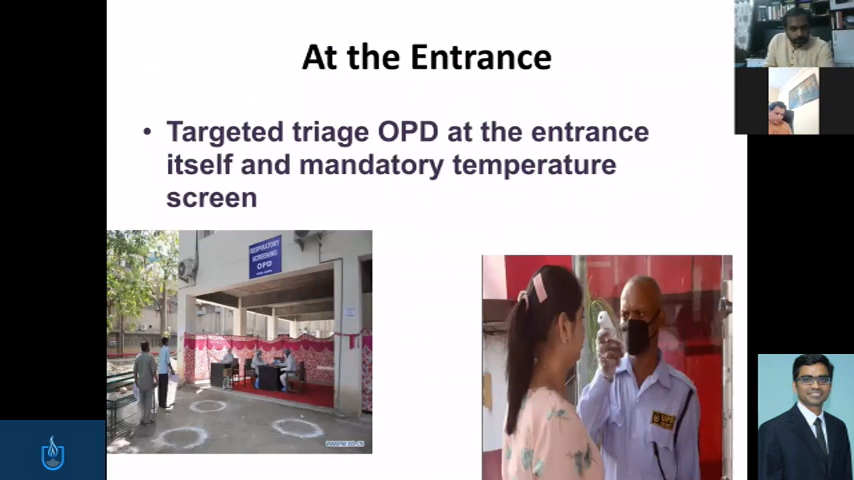 At the Entrance
• Targeted triage OPD at the entrance
itself and mandatory temperature
screen
RESPIRATORY
SCREENING
OPD